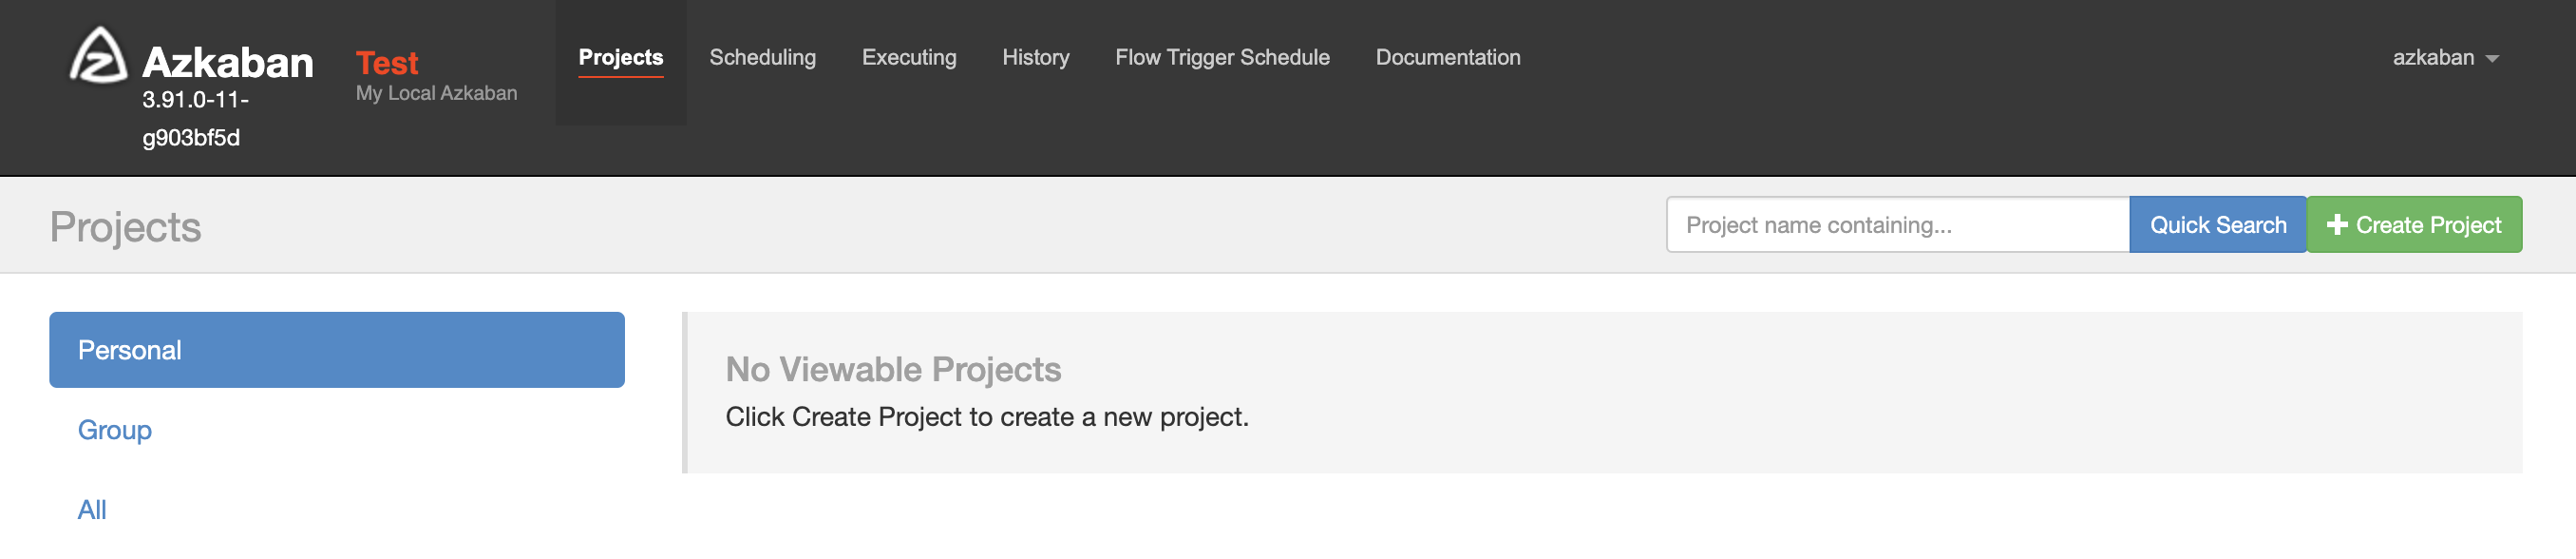 Azkaban
3.91.0-11-
g903bf5d
Test
My Local Azkaban
Projects Scheduling Executing History Flow Trigger Schedule Documentation
azkaban
Projects
Project name containing...
Quick Search
Create Project
Personal
Group
All
No Viewable Projects
Click Create Project to create a new project.